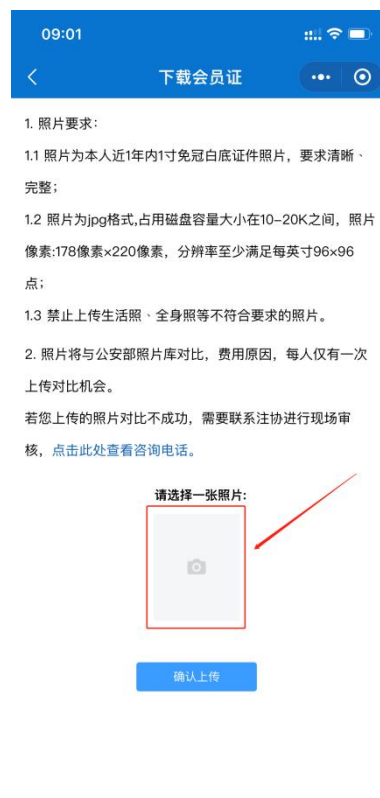 09:01
下载会员证
1. 照片要求：
1.1 照片为本人近1年内1寸免冠白底证件照片，要求清晰、
完整；
1.2 照片为jpg格式,占用磁盘容量大小在10–20K之间，照片
像素:178像素×220像素，分辨率至少满足每英寸96×96
点；
1.3 禁止上传生活照、全身照等不符合要求的照片。
2. 照片将与公安部照片库对比，费用原因，每人仅有一次
上传对比机会。
若您上传的照片对比不成功，需要联系注协进行现场审
核，点击此处查看咨询电话。
请选择一张照片:
确认上传